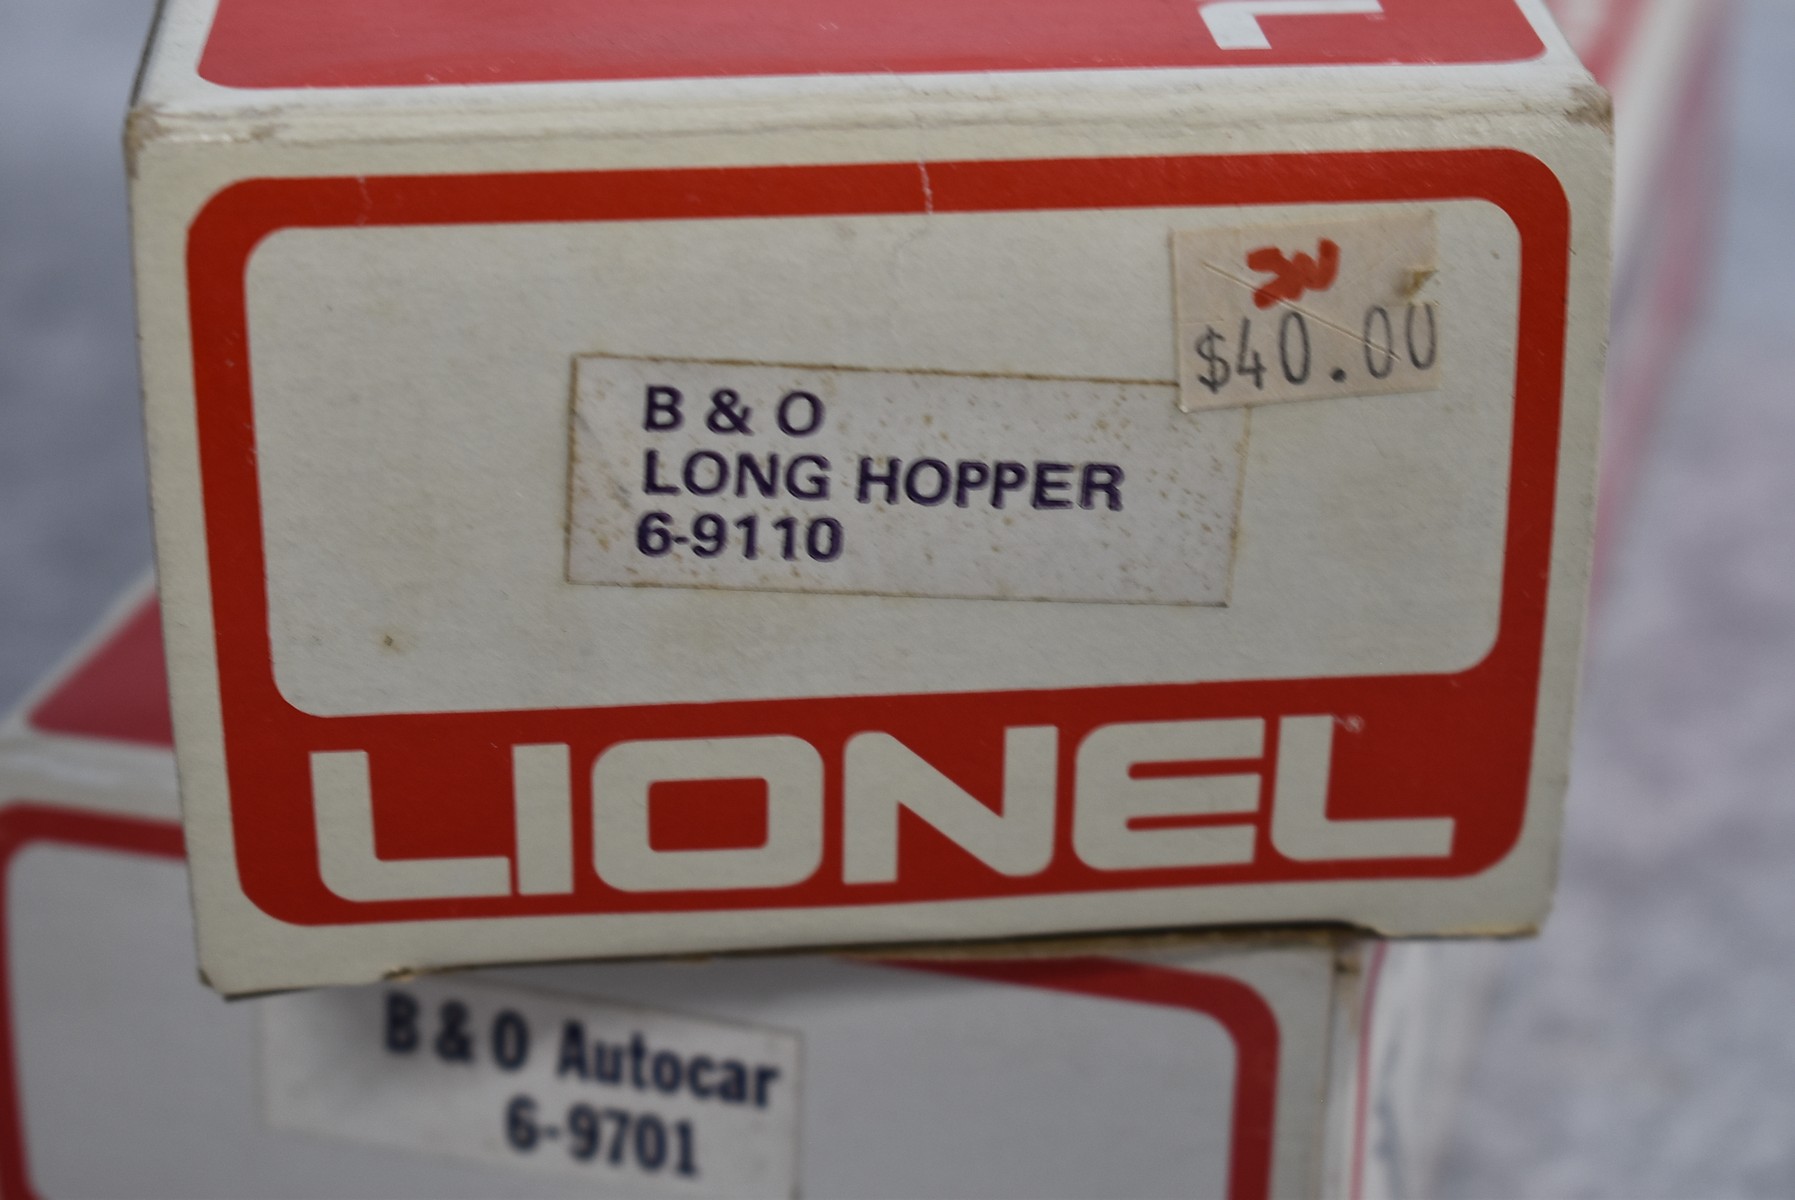 $40.00
B & O
LONG HOPPER
6-9110
LIONEL
B & O Autocar
6-9701